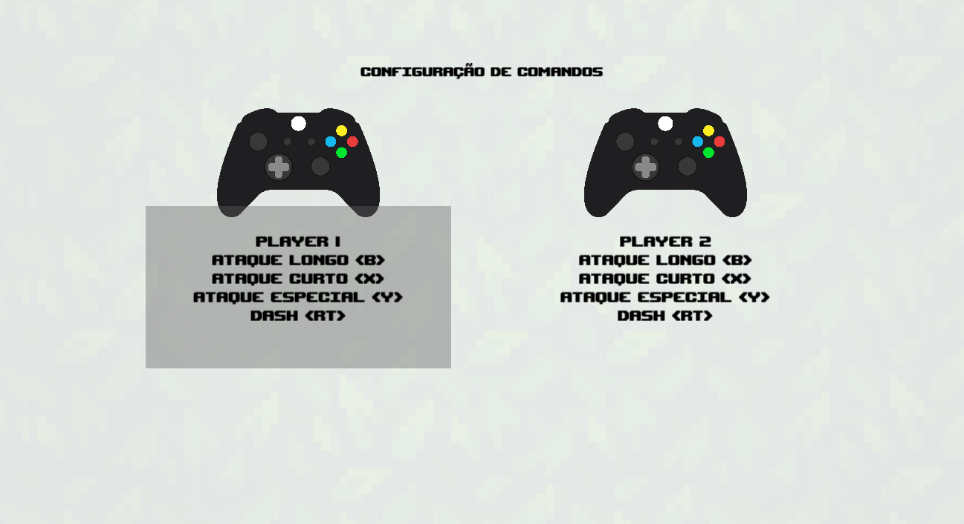 CONFIGURAÇÃO DE COMANDOS
PLAYER 1
ATAQUE LONGO <B>
ATAQUE CURTO <X>
ATAQUE ESPECIAL <Y>
DASH <RT>
PLAYER 2
ATAQUE LONGO <B>
ATAQUE CURTO <X>
ATAQUE ESPECIAL <Y>
DASH <RT>